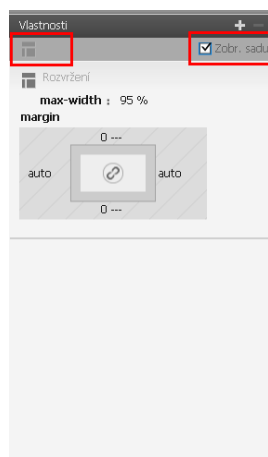 Vlastnosti
Zobr. sadu
Rozvržení
max-width : 95 %
margin
0 ---
auto auto
0 ---